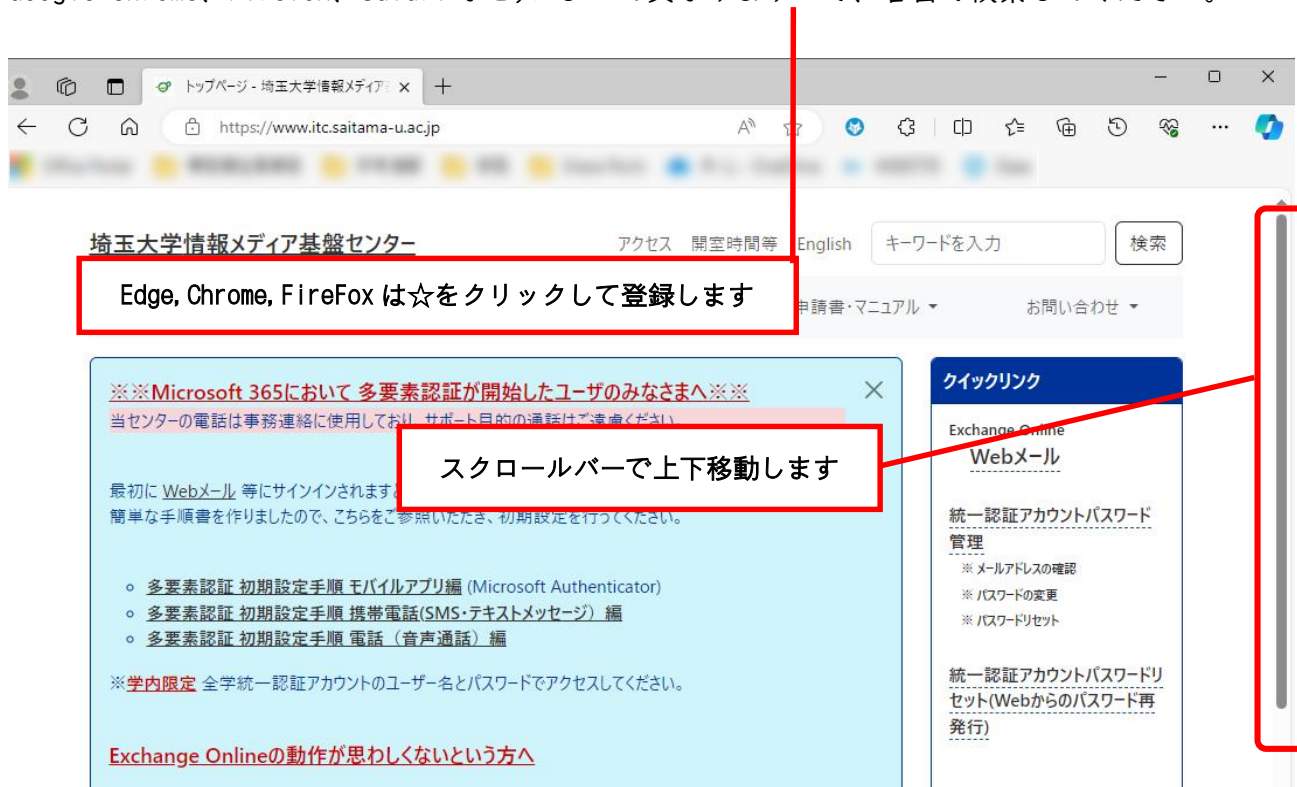 トップページ - 埼玉大学情報メディア
https://www.itc.saitama-u.ac.jp
埼玉大学情報メディア基盤センター
アクセス 開室時間等 English キーワードを入力 検索
Edge,Chrome,FireFoxは☆をクリックして登録します
申請書・マニュアル お問い合わせ
※※Microsoft 365において 多要素認証が開始したユーザのみなさまへ※※
当センターの電話は事務連絡に使用しており、サポート目的の通話はご遠慮ください。
スクロールバーで上下移動します
最初に Webメール 等にサインインされますと
簡単な手順書を作りましたので、こちらをご参照いただき、初期設定を行ってください。
多要素認証 初期設定手順 モバイルアプリ編 (Microsoft Authenticator)
多要素認証 初期設定手順 携帯電話(SMS・テキストメッセージ）編
多要素認証 初期設定手順 電話（音声通話）編
※学内限定 全学統一認証アカウントのユーザー名とパスワードでアクセスしてください。
Exchange Onlineの動作が思わしくないという方へ
クイックリンク
Exchange Online
Webメール
統一認証アカウントパスワード
管理
※ メールアドレスの確認
※ パスワードの変更
※ パスワードリセット
統一認証アカウントパスワードリ
セット(Webからのパスワード再
発行)